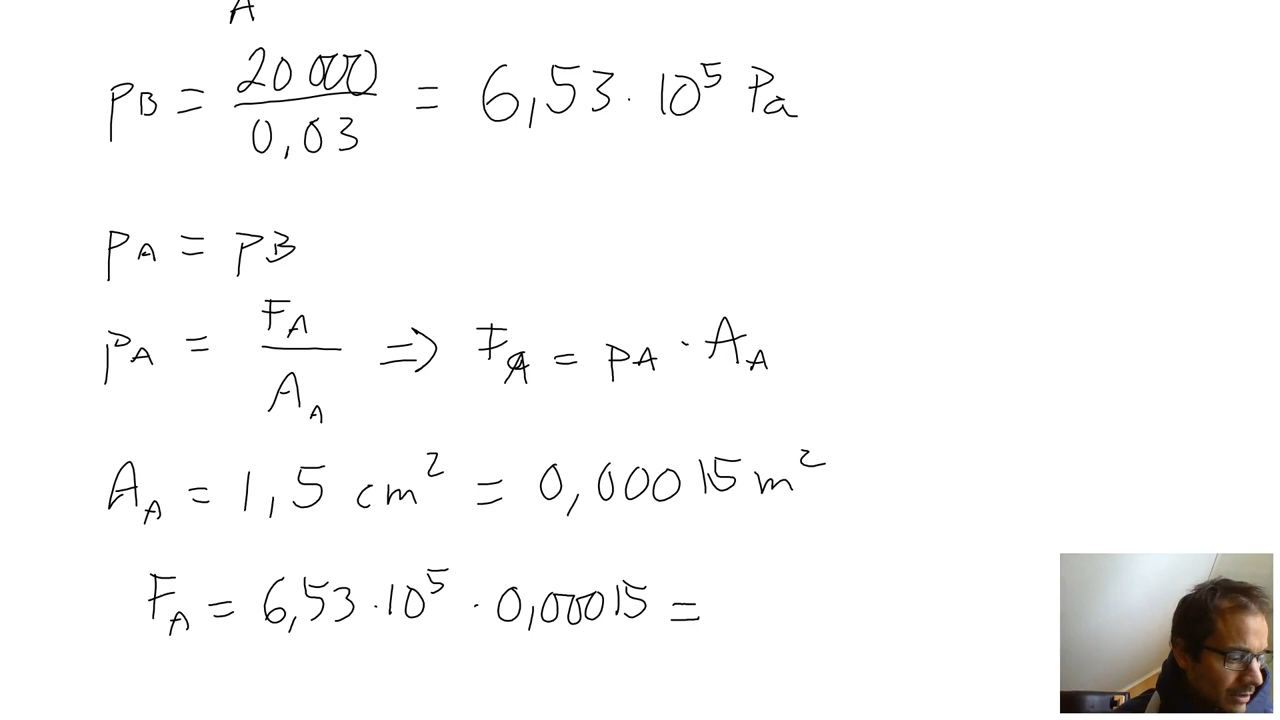 A
pB = 20 000 / 0,03 = 6,53 · 10⁵ Pa
pA = pB
pA = FA / AA => FA = pA · AA
AA = 1,5 cm² = 0,00015 m²
FA = 6,53 · 10⁵ · 0,00015 =